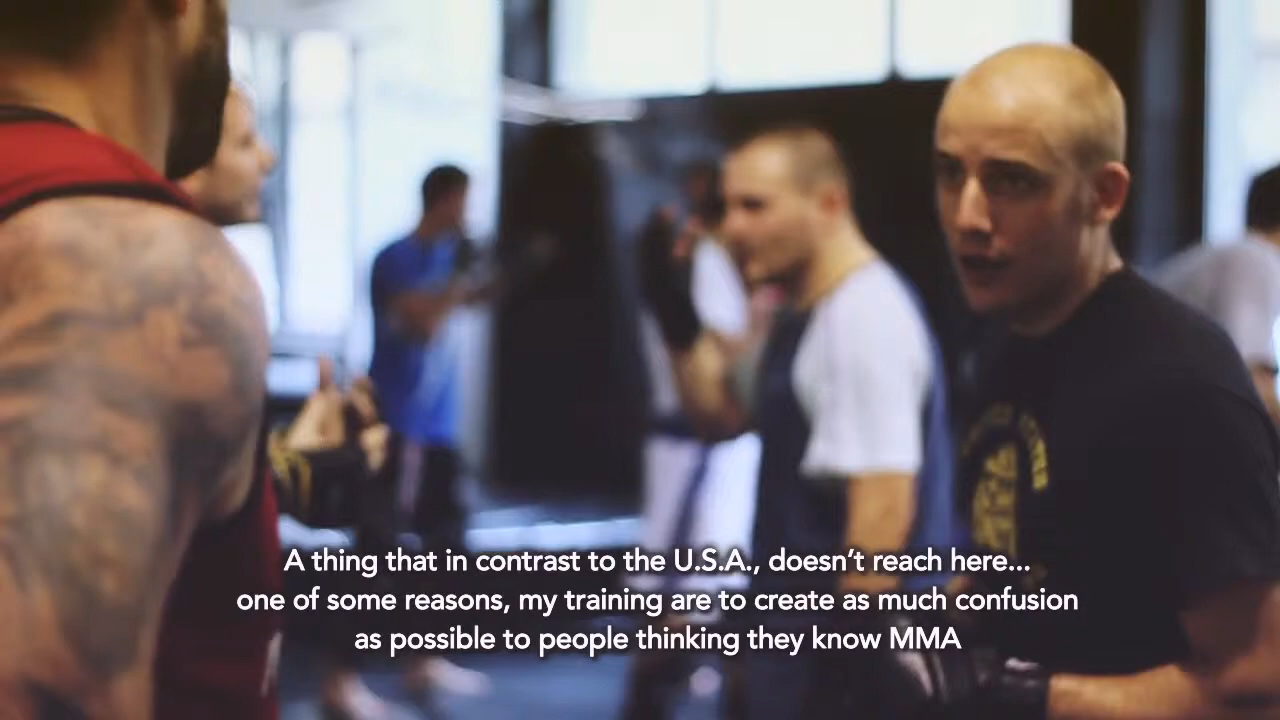 A thing that in contrast to the U.S.A., doesn't reach here...
one of some reasons, my training are to create as much confusion
as possible to people thinking they know MMA